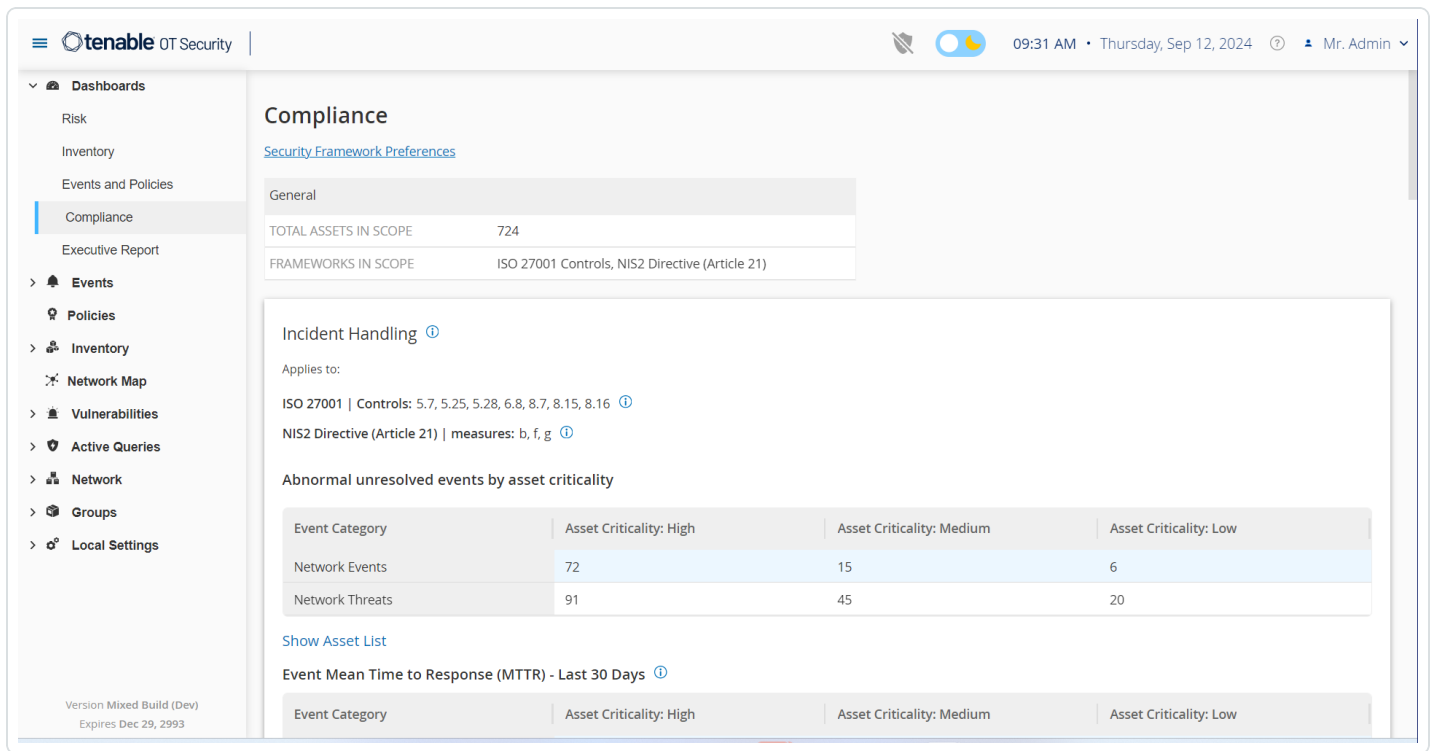 tenable OT Security
09:31 AM • Thursday, Sep 12, 2024 ? Mr. Admin
Dashboards
Risk
Inventory
Events and Policies
Compliance
Executive Report
Events
Policies
Inventory
Network Map
Vulnerabilities
Active Queries
Network
Groups
Local Settings
Version Mixed Build (Dev)
Expires Dec 29, 2993
Compliance
Security Framework Preferences
General
TOTAL ASSETS IN SCOPE 724
FRAMEWORKS IN SCOPE ISO 27001 Controls, NIS2 Directive (Article 21)
Incident Handling
Applies to:
ISO 27001 | Controls: 5.7, 5.25, 5.28, 6.8, 8.7, 8.15, 8.16
NIS2 Directive (Article 21) | measures: b, f, g
Abnormal unresolved events by asset criticality
Event Category Asset Criticality: High Asset Criticality: Medium Asset Criticality: Low
Network Events 72 15 6
Network Threats 91 45 20
Show Asset List
Event Mean Time to Response (MTTR) - Last 30 Days
Event Category Asset Criticality: High Asset Criticality: Medium Asset Criticality: Low